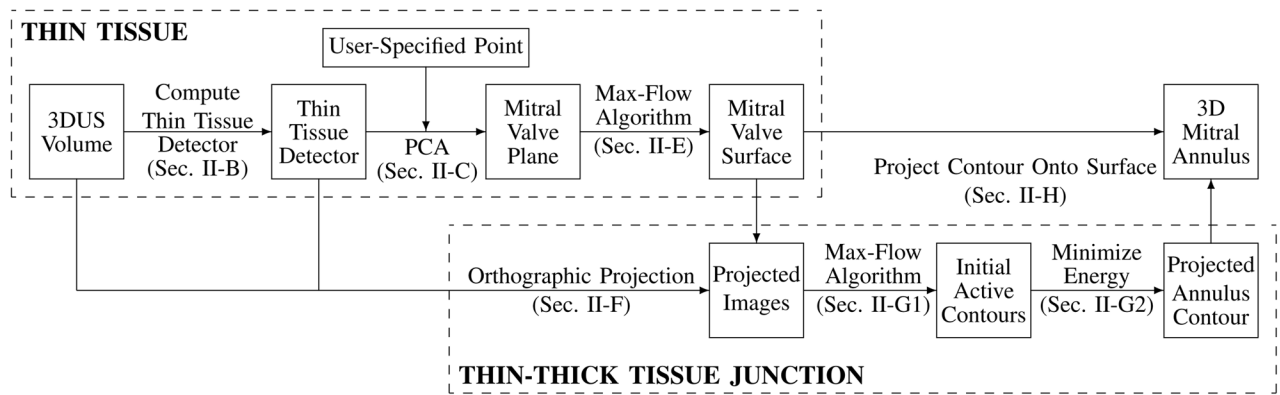 THIN TISSUE
User-Specified Point
3DUS
Volume
Compute
Thin Tissue
Detector
(Sec. II-B)
Thin
Tissue
Detector
PCA
(Sec. II-C)
Mitral
Valve
Plane
Max-Flow
Algorithm
(Sec. II-E)
Mitral
Valve
Surface
3D
Mitral
Annulus
Project Contour Onto Surface
(Sec. II-H)
Orthographic Projection
(Sec. II-F)
Projected
Images
Max-Flow
Algorithm
(Sec. II-G1)
Initial
Active
Contours
Minimize
Energy
(Sec. II-G2)
Projected
Annulus
Contour
THIN-THICK TISSUE JUNCTION